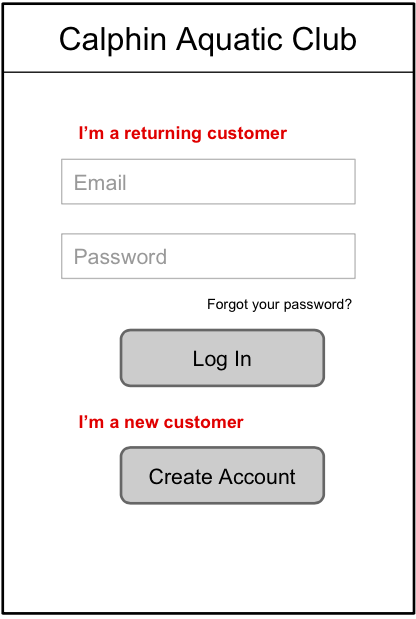 Calphin Aquatic Club
I'm a returning customer
Email
Password
Forgot your password?
Log In
I'm a new customer
Create Account